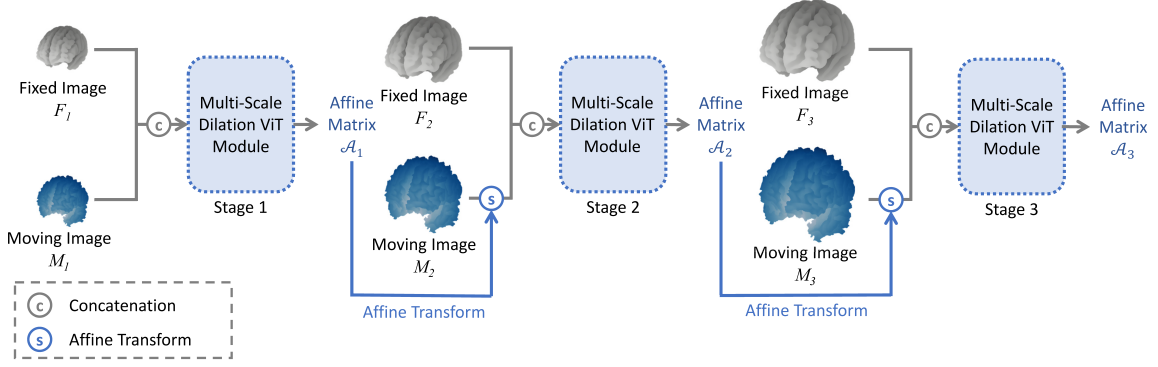 Fixed Image
F1
c
Multi-Scale
Dilation ViT
Module
Stage 1
Moving Image
M1
Affine
Matrix
𝒜1
Fixed Image
F2
c
Multi-Scale
Dilation ViT
Module
Stage 2
Moving Image
M2
s
Affine Transform
Affine
Matrix
𝒜2
Fixed Image
F3
c
Multi-Scale
Dilation ViT
Module
Stage 3
Moving Image
M3
s
Affine Transform
Affine
Matrix
𝒜3
c Concatenation
s Affine Transform